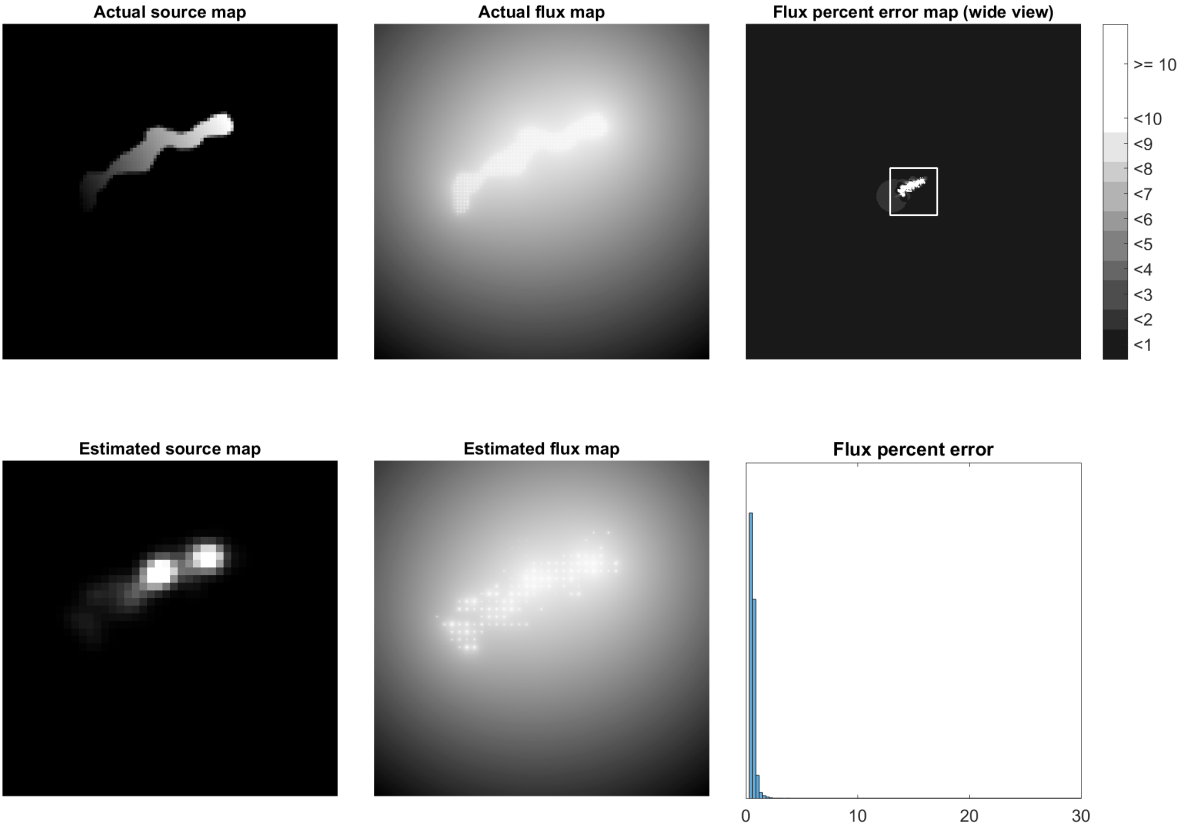 Actual source map
Actual flux map
Flux percent error map (wide view)
>= 10
<10
<9
<8
<7
<6
<5
<4
<3
<2
<1
Estimated source map
Estimated flux map
Flux percent error
0
10
20
30